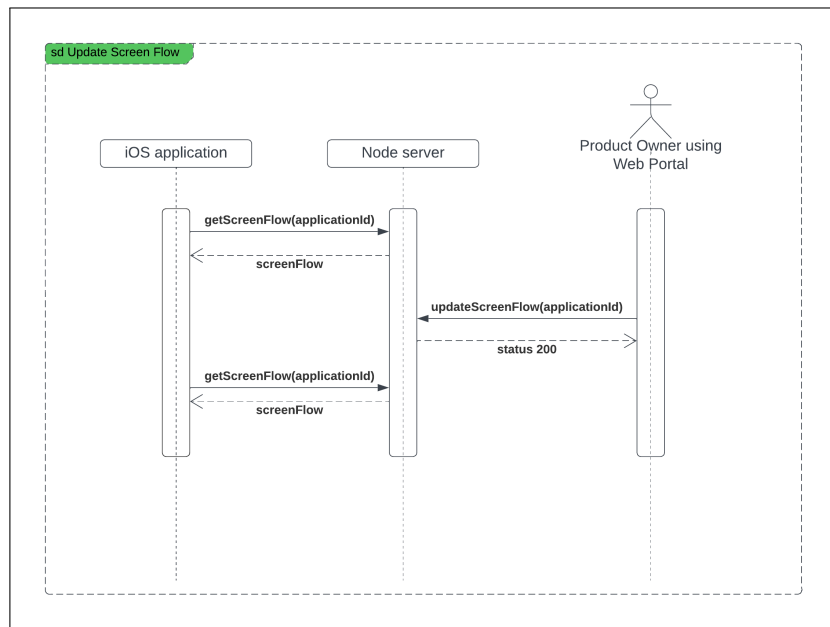 sd Update Screen Flow
iOS application
Node server
Product Owner using
Web Portal
getScreenFlow(applicationId)
screenFlow
updateScreenFlow(applicationId)
status 200
getScreenFlow(applicationId)
screenFlow